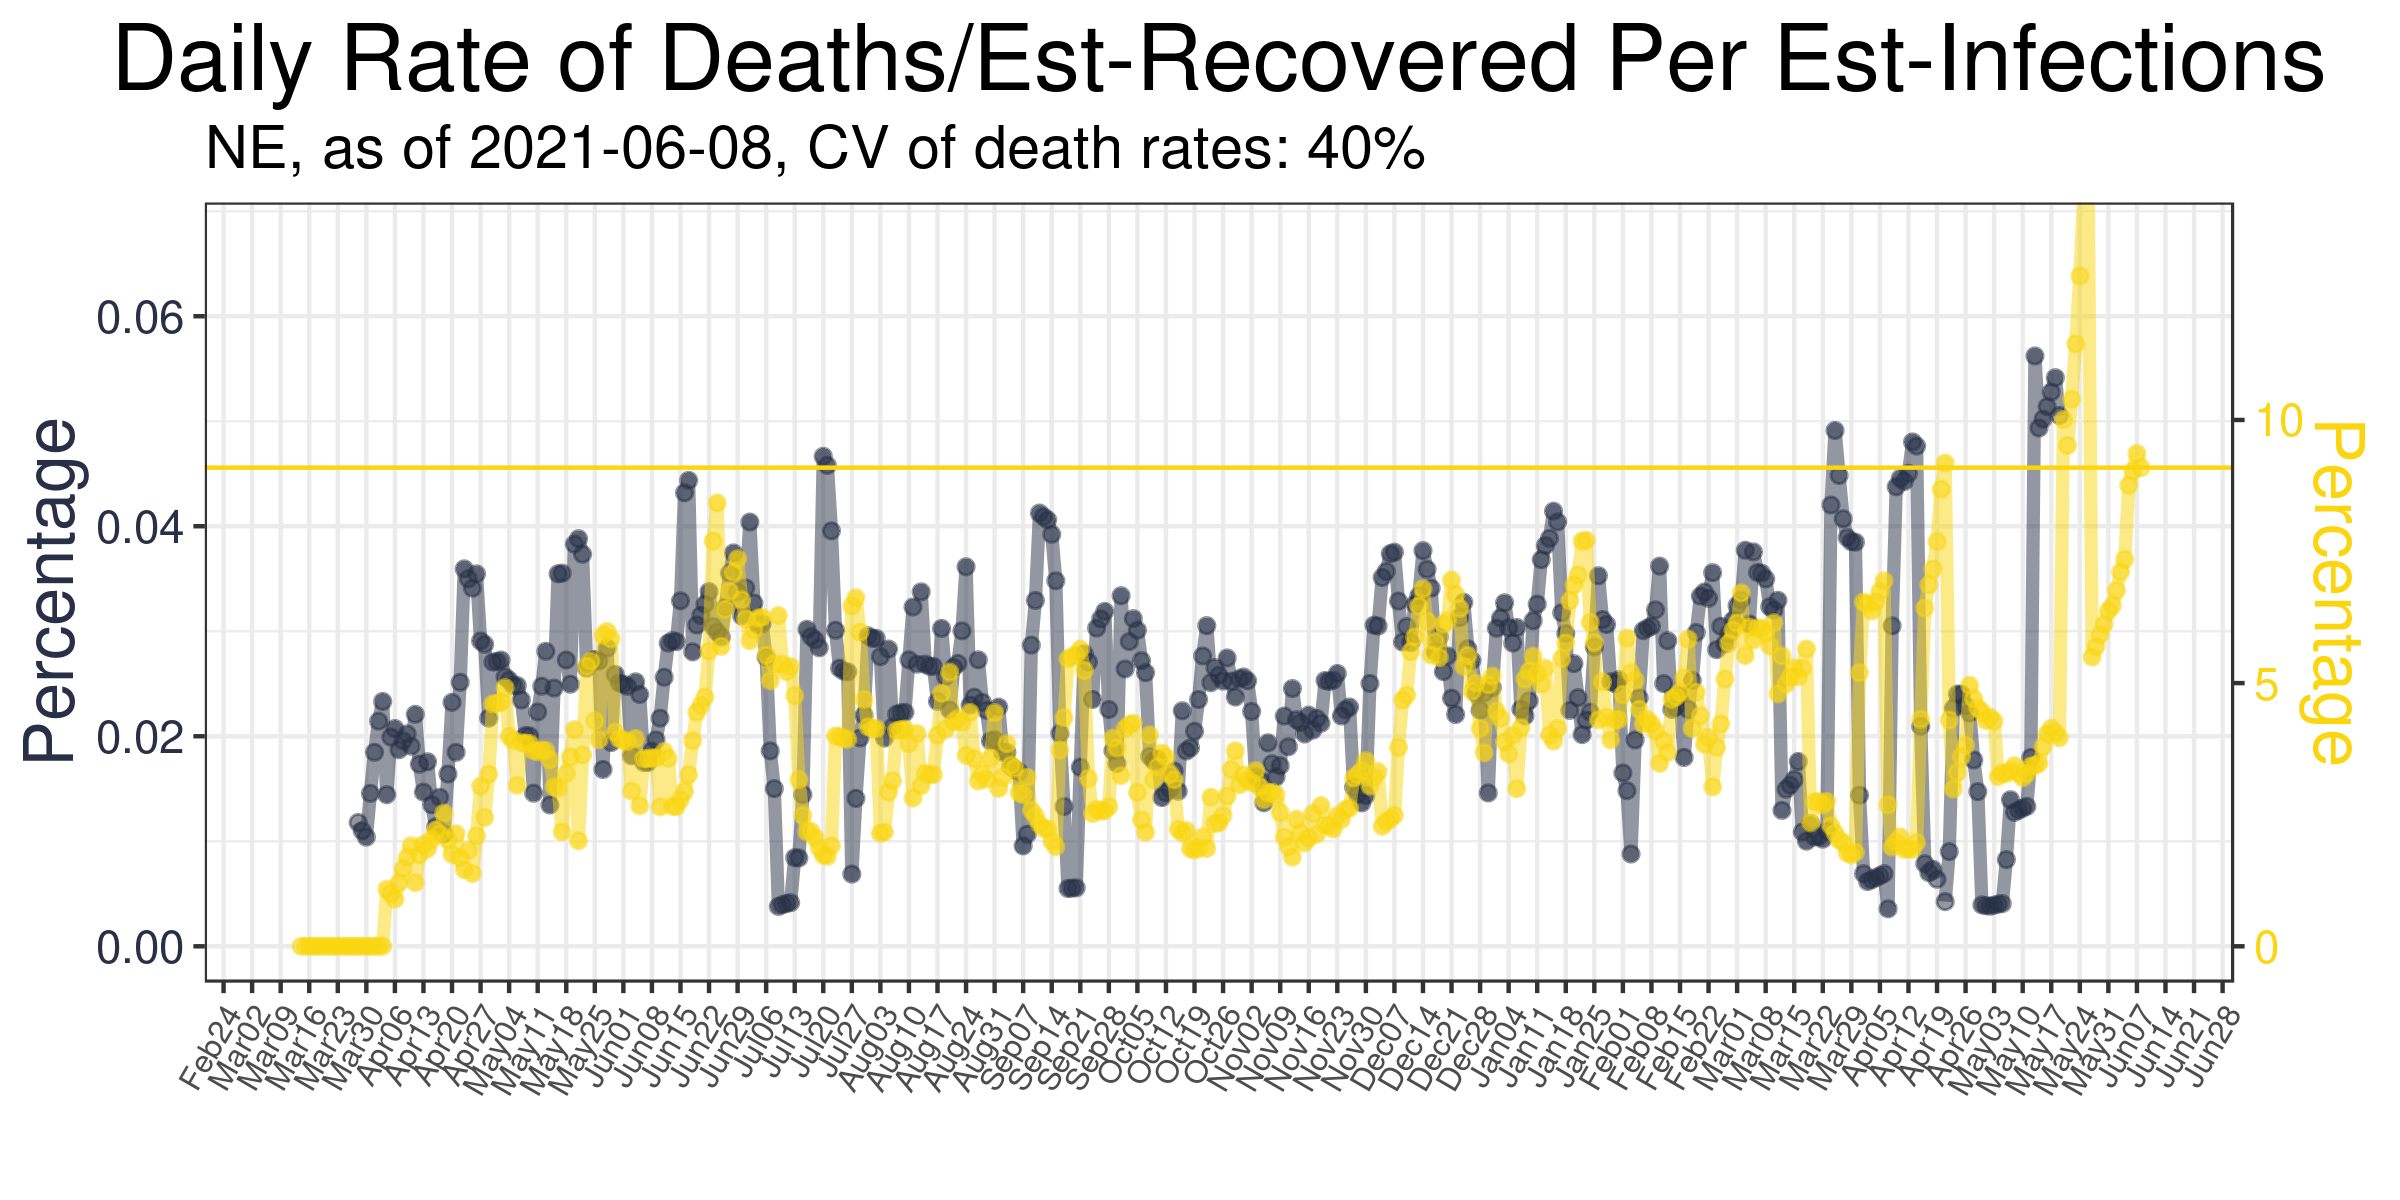 Daily Rate of Deaths/Est-Recovered Per Est-Infections
NE, as of 2021-06-08, CV of death rates: 40%
Percentage
0.06
0.04
0.02
0.00
10
5
0
Percentage
Feb24
Mar02
Mar09
Mar16
Mar23
Mar30
Apr06
Apr13
Apr20
Apr27
May04
May11
May18
May25
Jun01
Jun08
Jun15
Jun22
Jun29
Jul06
Jul13
Jul20
Jul27
Aug03
Aug10
Aug17
Aug24
Aug31
Sep07
Sep14
Sep21
Sep28
Oct05
Oct12
Oct19
Oct26
Nov02
Nov09
Nov16
Nov23
Nov30
Dec07
Dec14
Dec21
Dec28
Jan04
Jan11
Jan18
Jan25
Feb01
Feb08
Feb15
Feb22
Mar01
Mar08
Mar15
Mar22
Mar29
Apr05
Apr12
Apr19
Apr26
May03
May10
May17
May24
May31
Jun07
Jun14
Jun21
Jun28